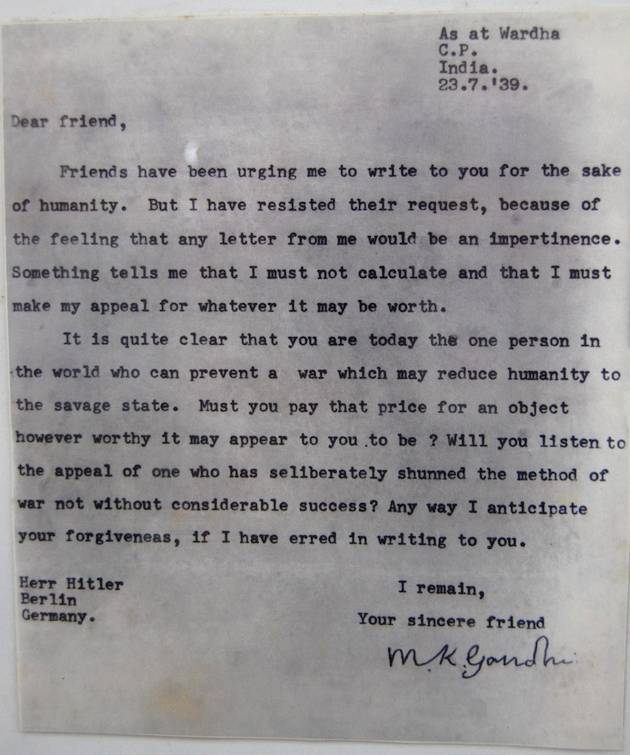 As at Wardha
C.P.
India.
23.7.'39.
Dear friend,
Friends have been urging me to write to you for the sake
of humanity. But I have resisted their request, because of
the feeling that any letter from me would be an impertinence.
Something tells me that I must not calculate and that I must
make my appeal for whatever it may be worth.
It is quite clear that you are today the one person in
the world who can prevent a war which may reduce humanity to
the savage state. Must you pay that price for an object
however worthy it may appear to you .to be ? Will you listen to
the appeal of one who has seliberately shunned the method of
war not without considerable success? Any way I anticipate
your forgiveneas, if I have erred in writing to you.
Herr Hitler
Berlin
Germany.
I remain,
Your sincere friend
M.K.Gandhi